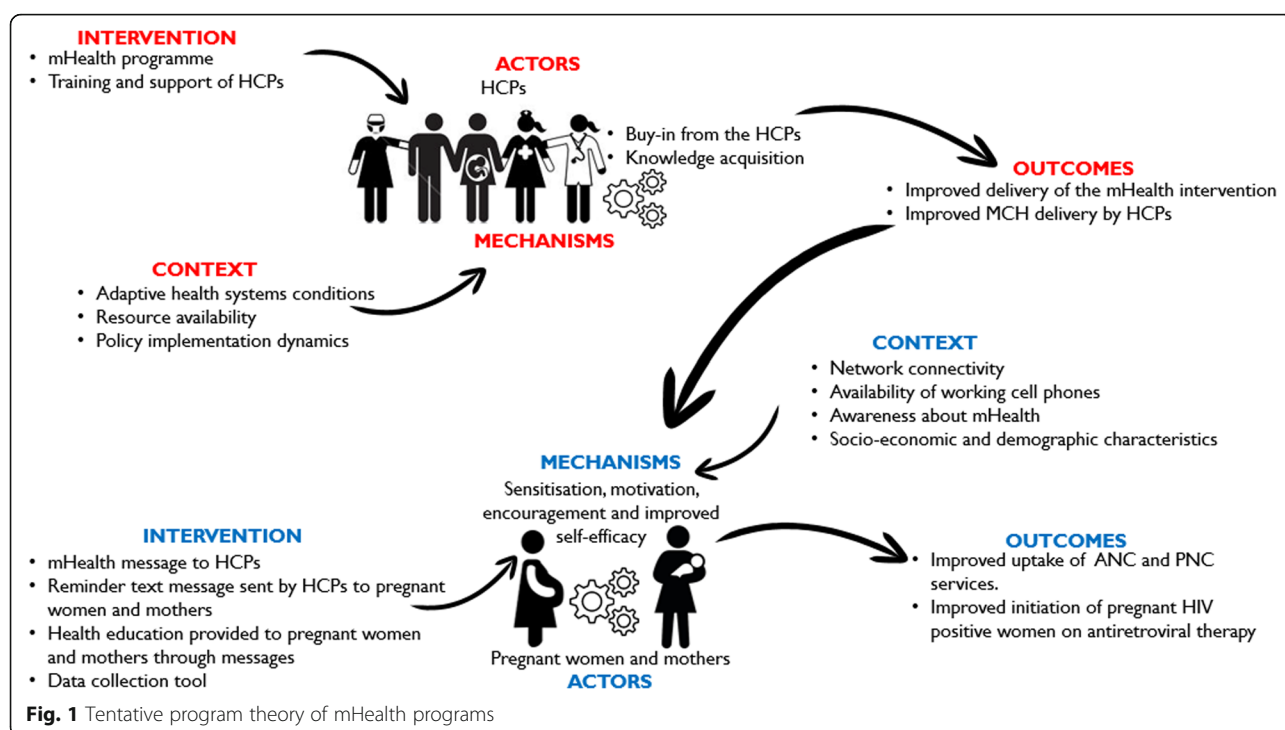 INTERVENTION
• mHealth programme
• Training and support of HCPs
ACTORS
HCPs
• Buy-in from the HCPs
• Knowledge acquisition
MECHANISMS
CONTEXT
• Adaptive health systems conditions
• Resource availability
• Policy implementation dynamics
OUTCOMES
• Improved delivery of the mHealth intervention
• Improved MCH delivery by HCPs
CONTEXT
• Network connectivity
• Availability of working cell phones
• Awareness about mHealth
• Socio-economic and demographic characteristics
MECHANISMS
Sensitisation, motivation,
encouragement and improved
self-efficacy
INTERVENTION
• mHealth message to HCPs
• Reminder text message sent by HCPs to pregnant
women and mothers
• Health education provided to pregnant women
and mothers through messages
• Data collection tool
Pregnant women and mothers
ACTORS
OUTCOMES
• Improved uptake of ANC and PNC
services.
• Improved initiation of pregnant HIV
positive women on antiretroviral therapy
Fig. 1 Tentative program theory of mHealth programs